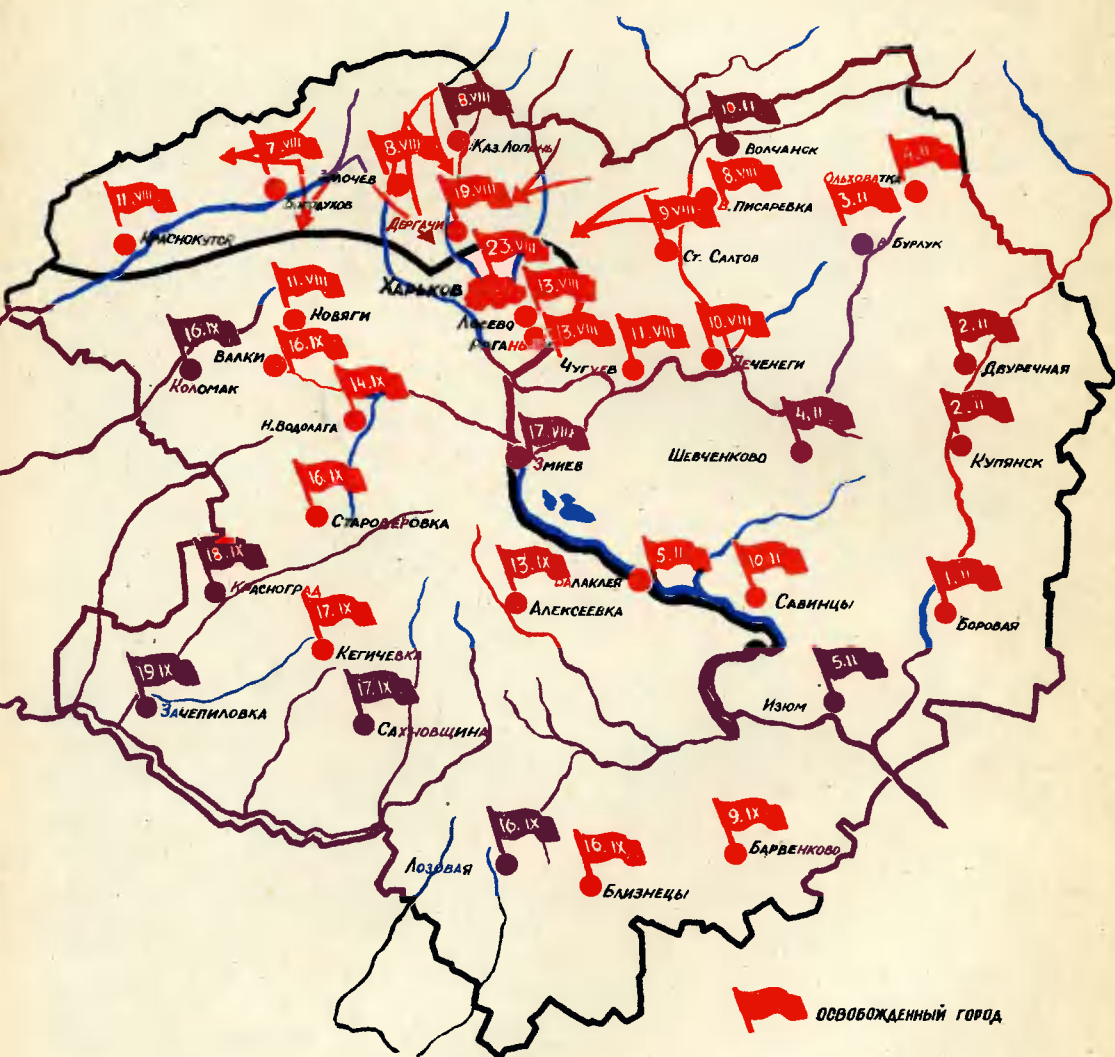 8.VIII
Каз.Лопань
10.II
Волчанск
7.VIII
Богодухов
8.VIII
Злочев
19.VIII
Дергачи
11.VIII
Краснокутск
8.VIII
В.Писаревка
4.II
Ольховатка
3.II
Бурлук
9 VIII
Ст. Салтов
23.VIII
Харьков
13.VIII
Лосево
13.VIII
Рогань
11.VIII
Чугуев
10.VIII
Печенеги
11.VIII
Ковяги
16.IX
Валки
16.IX
Коломак
14.IX
Н.Водолага
17.VIII
Змиев
4.II
Шевченково
2.II
Двуречная
2.II
Купянск
16.IX
Староверовка
18.IX
Красноград
13.IX
Алексеевка
5.II
Балаклея
10.II
Савинцы
1.II
Боровая
17.IX
Кегичевка
19 IX
Зачепиловка
17.IX
Сахновщина
5.II
Изюм
16.IX
Лозовая
16.IX
Близнецы
9.IX
Барвенково
ОСВОБОЖДЕННЫЙ ГОРОД